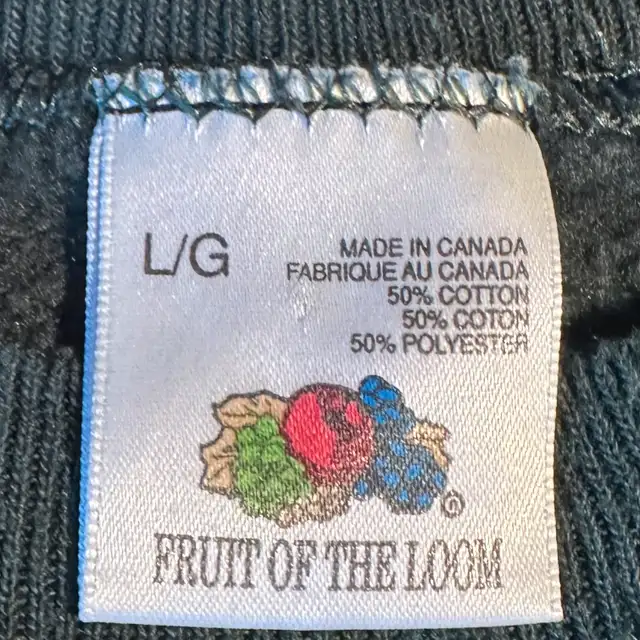 L/G
MADE IN CANADA
FABRIQUE AU CANADA
50% COTTON
50% COTON
50% POLYESTER
®
FRUIT OF THE LOOM